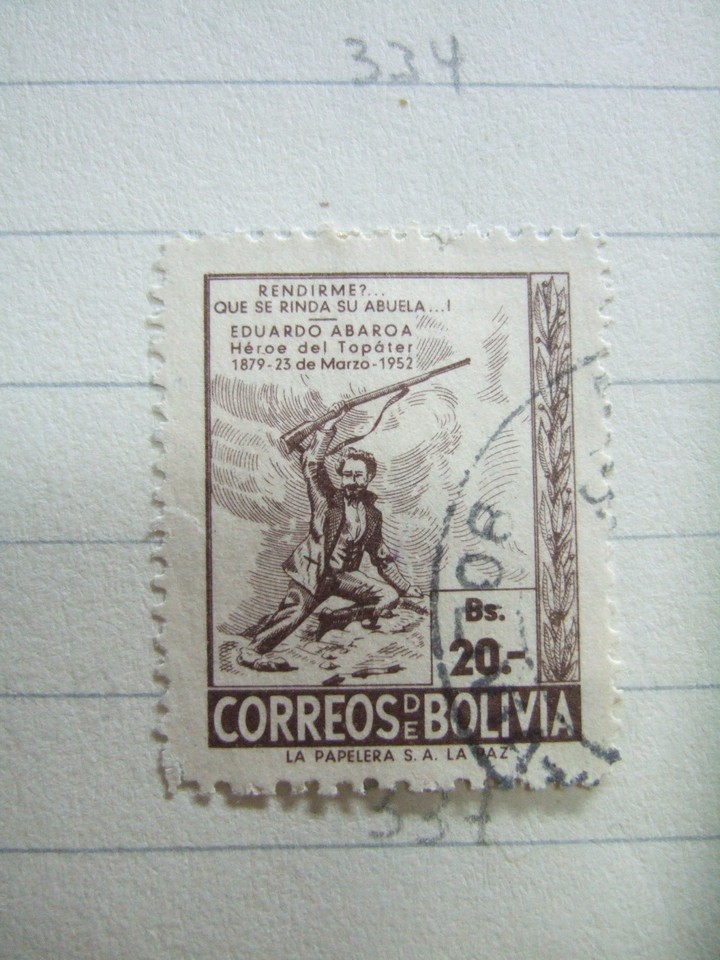 334
RENDIRME?...
QUE SE RINDA SU ABUELA...!
EDUARDO ABAROA
Héroe del Topáter
1879-23 de Marzo-1952
Bs.
20.-
CORREOS DE BOLIVIA
LA PAPELERA S. A. LA PAZ
337